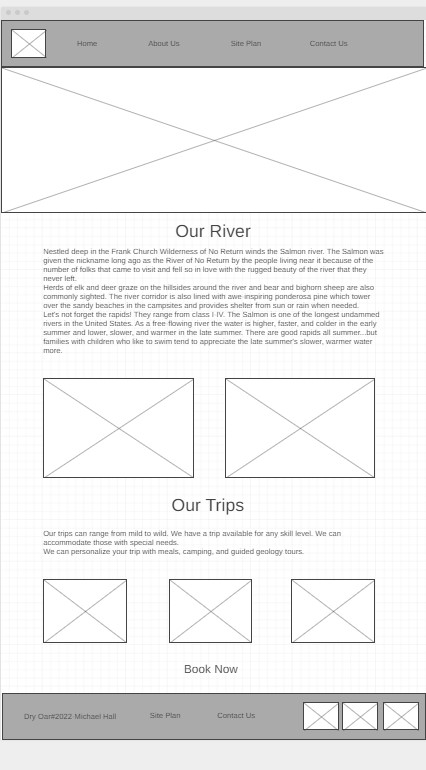 Home About Us Site Plan Contact Us
Our River
Nestled deep in the Frank Church Wilderness of No Return winds the Salmon river. The Salmon was
given the nickname long ago as the River of No Return by the people living near it because of the
number of folks that came to visit and fell so in love with the rugged beauty of the river that they
never left.
Herds of elk and deer graze on the hillsides around the river and bear and bighorn sheep are also
commonly sighted. The river corridor is also lined with awe inspiring ponderosa pine which tower
over the sandy beaches in the campsites and provides shelter from sun or rain when needed.
Let's not forget the rapids! They range from class I-IV. The Salmon is one of the longest undammed
rivers in the United States. As a free flowing river the water is higher, faster, and colder in the early
summer and lower, slower, and warmer in the late summer. There are good rapids all summer...but
families with children who like to swim tend to appreciate the late summer's slower, warmer water
more.
Our Trips
Our trips can range from mild to wild. We have a trip available for any skill level. We can
accommodate those with special needs.
We can personalize your trip with meals, camping, and guided geology tours.
Book Now
Dry Oar#2022 Michael Hall Site Plan Contact Us